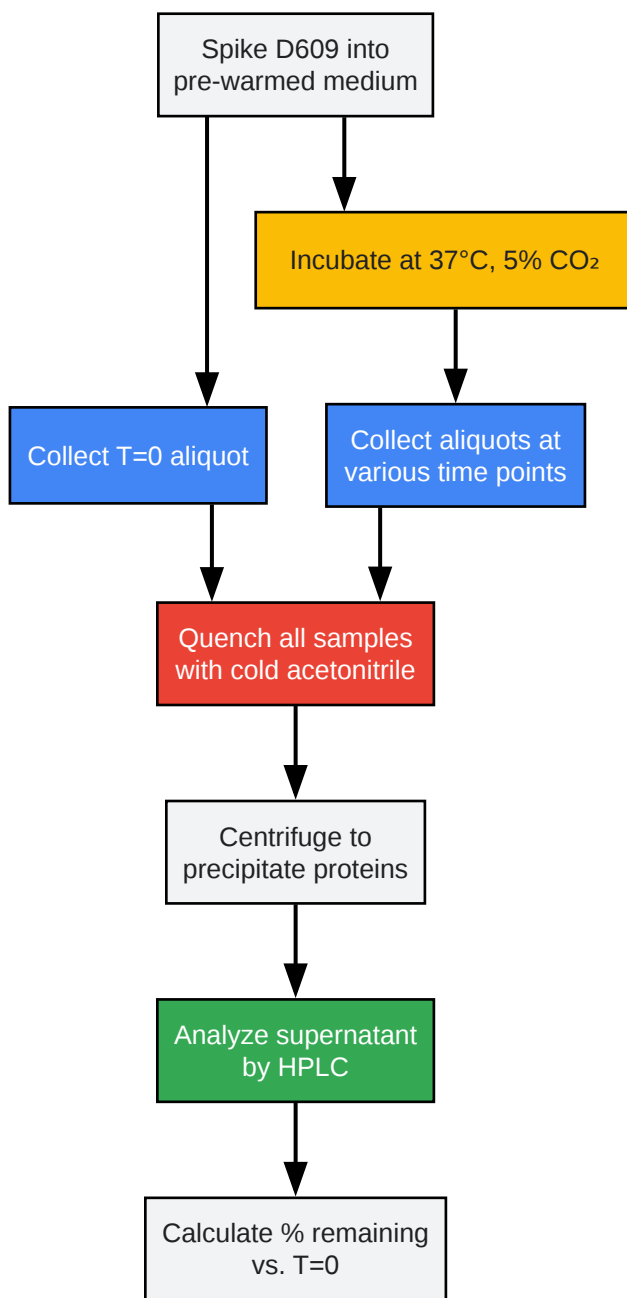 Spike D609 into
pre-warmed medium
Incubate at 37°C, 5% CO₂
Collect T=0 aliquot
Collect aliquots at
various time points
Quench all samples
with cold acetonitrile
Centrifuge to
precipitate proteins
Analyze supernatant
by HPLC
Calculate % remaining
vs. T=0